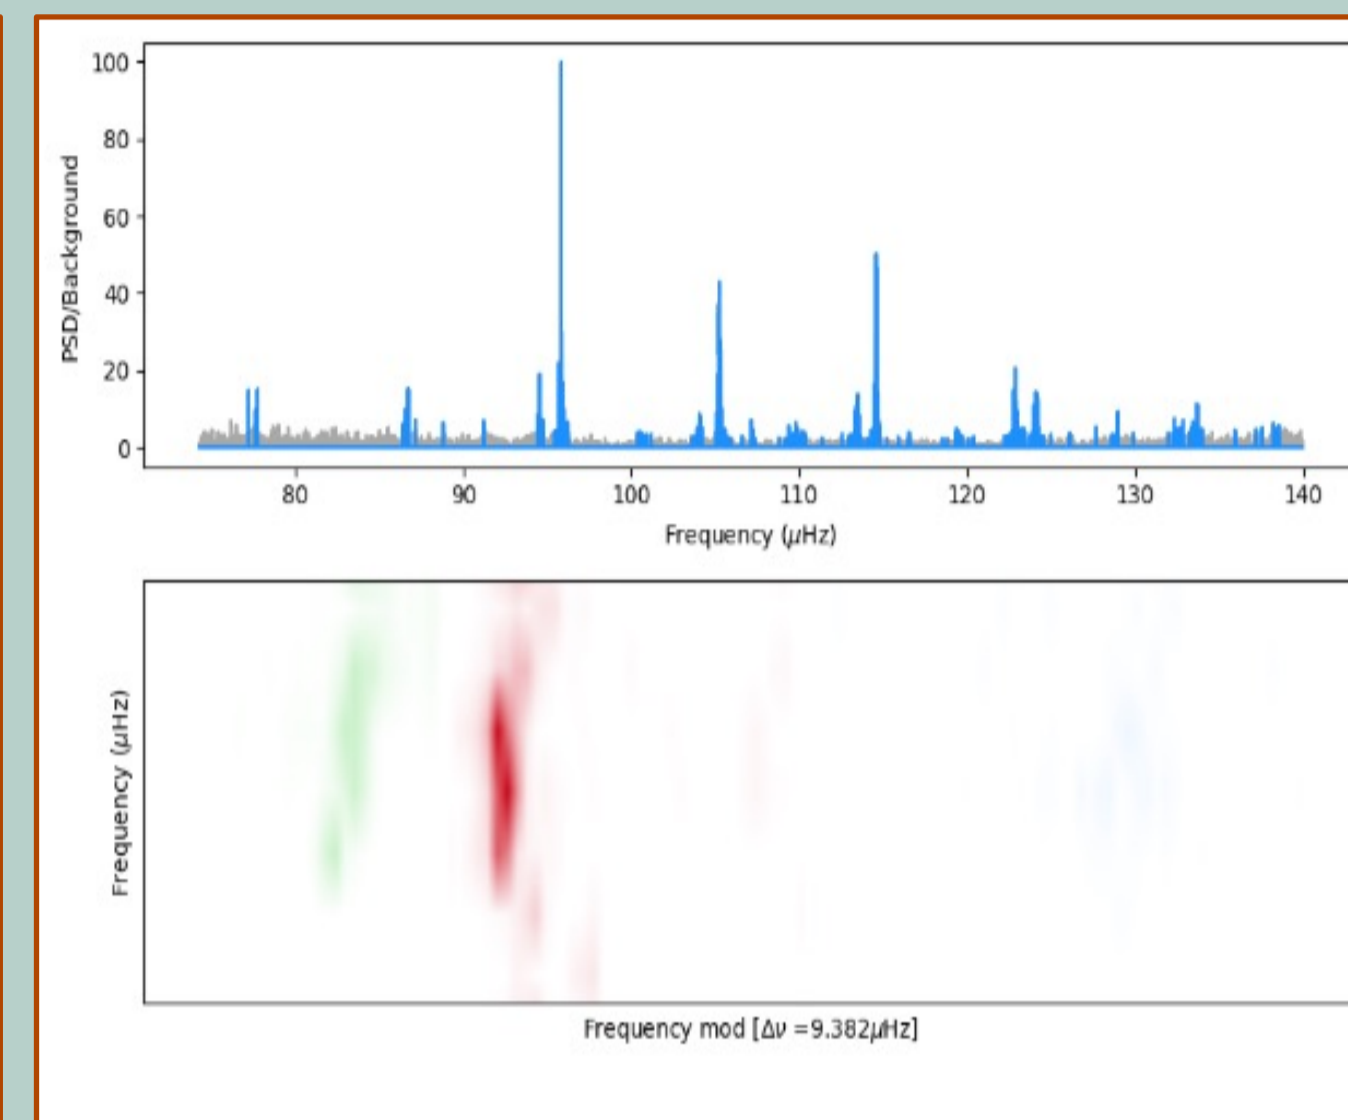 100
80
60
40
20
0
PSD/Background
80 90 100 110 120 130 140
Frequency (μHz)
Frequency (μHz)
Frequency mod [Δν =9.382μHz]